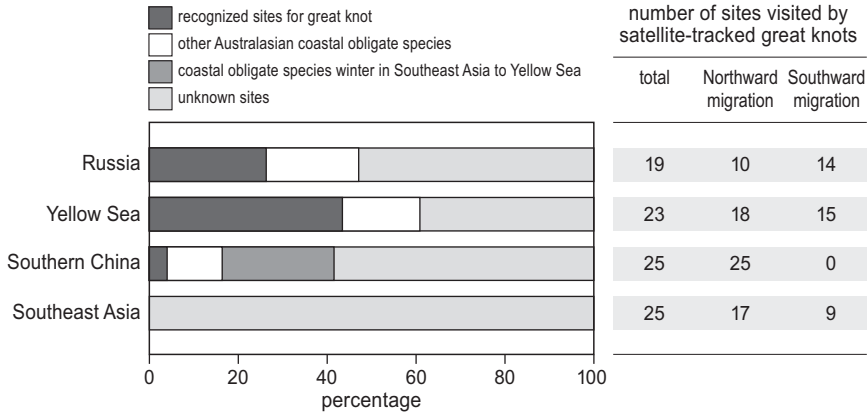 recognized sites for great knot
other Australasian coastal obligate species
coastal obligate species winter in Southeast Asia to Yellow Sea
unknown sites
number of sites visited by
satellite-tracked great knots
total Northward Southward
migration migration
Russia 19 10 14
Yellow Sea 23 18 15
Southern China 25 25 0
Southeast Asia 25 17 9
0 20 40 60 80 100
percentage